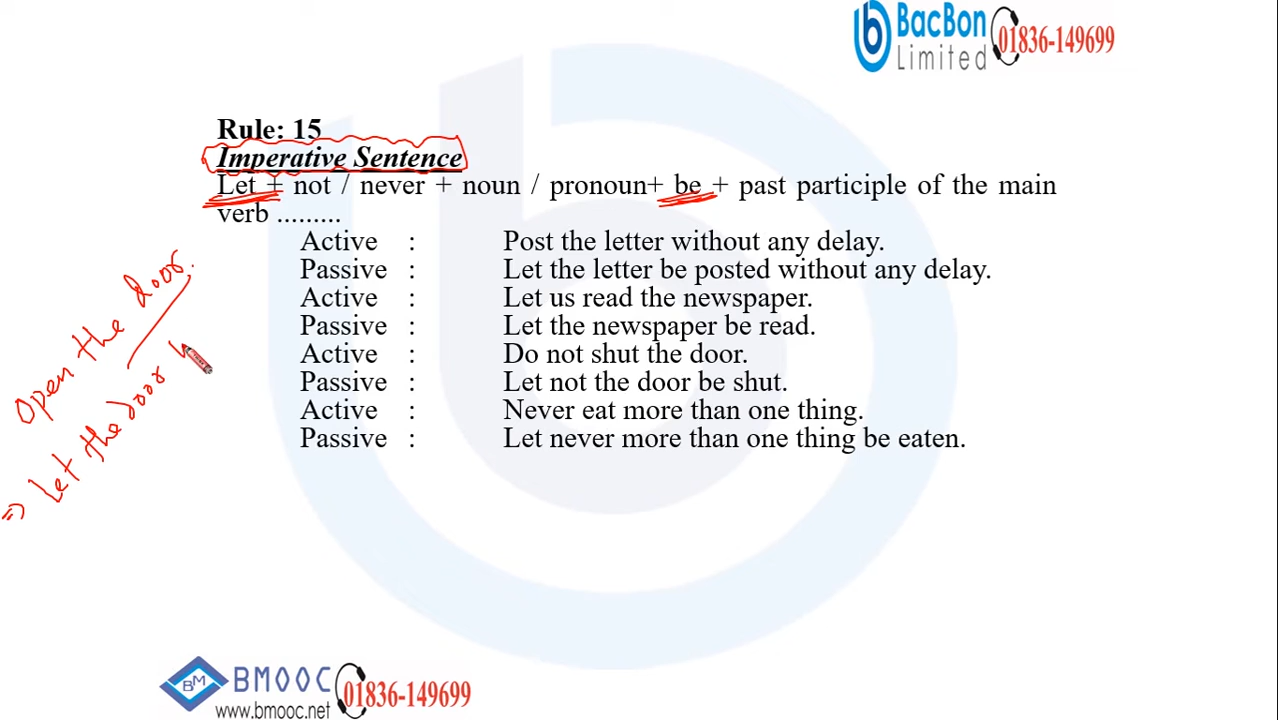 BacBon
Limited
01836-149699
Rule: 15
Imperative Sentence
Let + not / never + noun / pronoun+ be + past participle of the main
verb .........
Active : Post the letter without any delay.
Passive : Let the letter be posted without any delay.
Active : Let us read the newspaper.
Passive : Let the newspaper be read.
Active : Do not shut the door.
Passive : Let not the door be shut.
Active : Never eat more than one thing.
Passive : Let never more than one thing be eaten.
Open the door.
⇒ Let the door
BM
BMOOC
www.bmooc.net
01836-149699